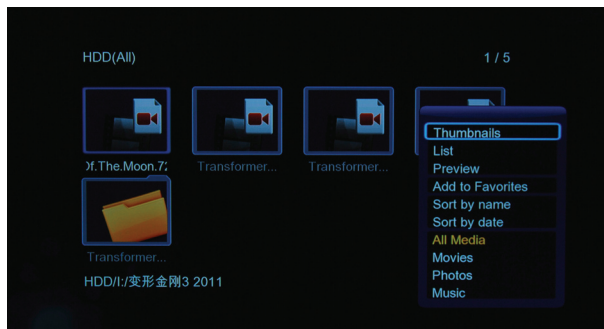 HDD(All)
1 / 5
Of.The.Moon.72
Transformer...
Transformer...
Transformer...
HDD/I:/变形金刚3 2011
Thumbnails
List
Preview
Add to Favorites
Sort by name
Sort by date
All Media
Movies
Photos
Music